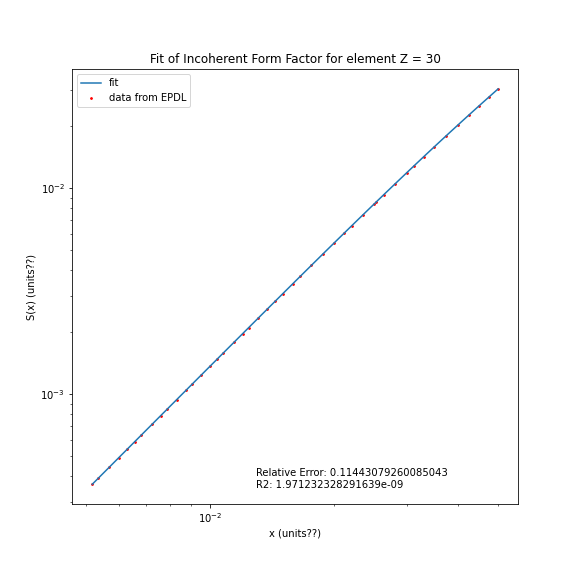 Fit of Incoherent Form Factor for element Z = 30
fit
data from EPDL
10⁻²
10⁻³
S(x) (units??)
Relative Error: 0.11443079260085043
R2: 1.971232328291639e-09
10⁻²
x (units??)